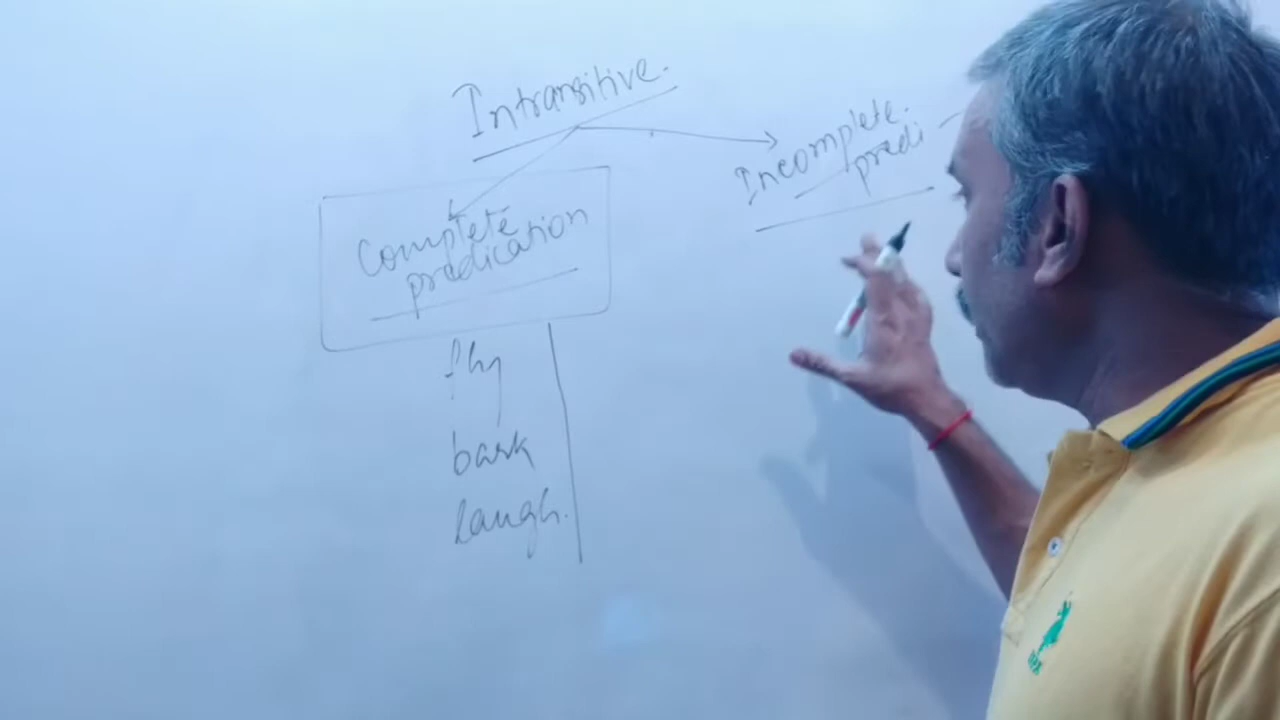 Intransitive.
Complete
predication
Incomplete.
predi
fly
bark
laugh.